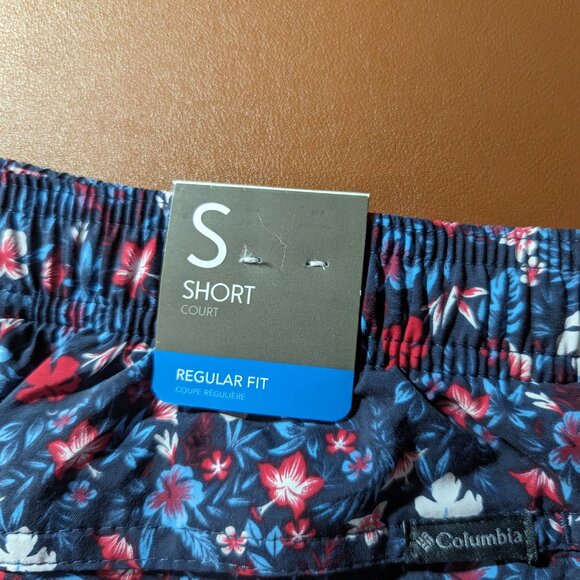 S
SHORT
COURT
REGULAR FIT
COUPE RÉGULIÈRE
Columbia